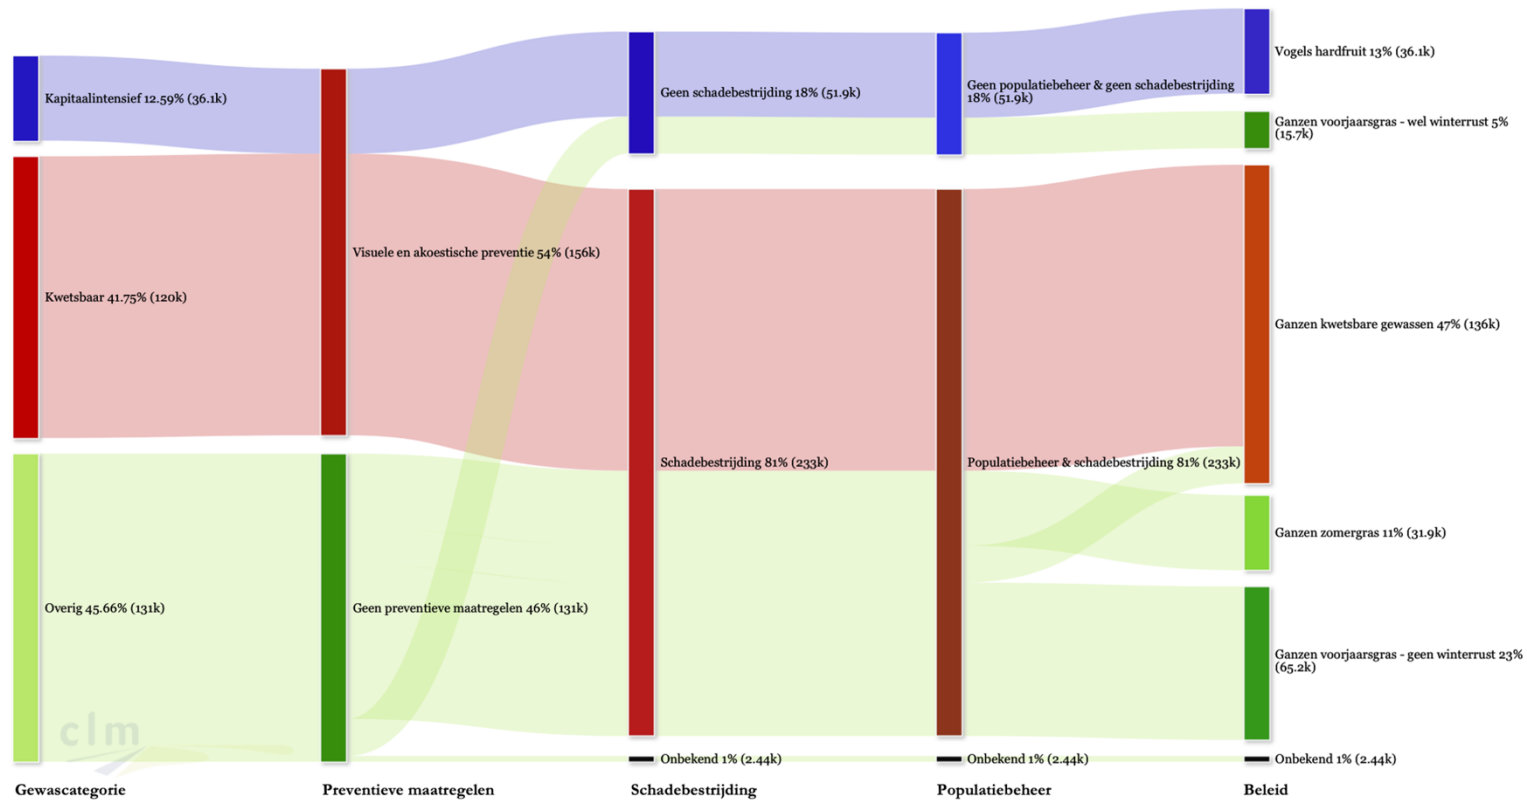 Kapitaalintensief 12.59% (36.1k)
Kwetsbaar 41.75% (120k)
Overig 45.66% (131k)
clm
Gewascategorie
Visuele en akoestische preventie 54% (156k)
Geen preventieve maatregelen 46% (131k)
Preventieve maatregelen
Geen schadebestrijding 18% (51.9k)
Schadebestrijding 81% (233k)
Onbekend 1% (2.44k)
Schadebestrijding
Geen populatiebeheer & geen schadebestrijding
18% (51.9k)
Populatiebeheer & schadebestrijding 81% (233k)
Onbekend 1% (2.44k)
Populatiebeheer
Vogels hardfruit 13% (36.1k)
Ganzen voorjaarsgras - wel winterrust 5%
(15.7k)
Ganzen kwetsbare gewassen 47% (136k)
Ganzen zomergras 11% (31.9k)
Ganzen voorjaarsgras - geen winterrust 23%
(65.2k)
Onbekend 1% (2.44k)
Beleid